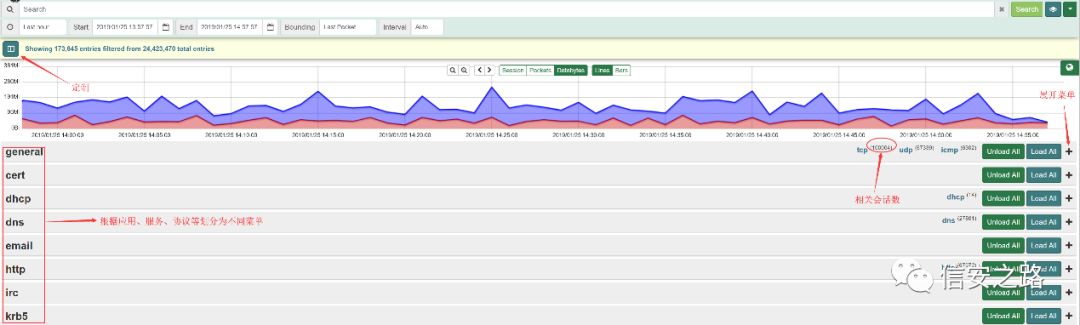 Search
Search
Last hour Start 2019/01/25 13:57:57 End 2019/01/25 14:57:57 Bounding Last Packet Interval Auto
Showing 173,645 entries filtered from 24,423,470 total entries
定制
展开菜单
384M
290M
194M
00B
Session Packets Databytes Lines Bars
2019/01/25 14:00:00 2019/01/25 14:05:00 2019/01/25 14:10:00 2019/01/25 14:15:00 2019/01/25 14:20:00 2019/01/25 14:25:00 2019/01/25 14:30:00 2019/01/25 14:35:00 2019/01/25 14:40:00 2019/01/25 14:45:00 2019/01/25 14:50:00 2019/01/25 14:55:00
general tcp udp icmp Unload All Load All
cert Unload All Load All
相关会话数
dhcp dhcp (14) Unload All Load All
dns 根据应用、服务、协议等划分为不同菜单 dns Unload All Load All
email Unload All Load All
http Unload All Load All
信安之路
irc Unload All Load All
krb5 Unload All Load All